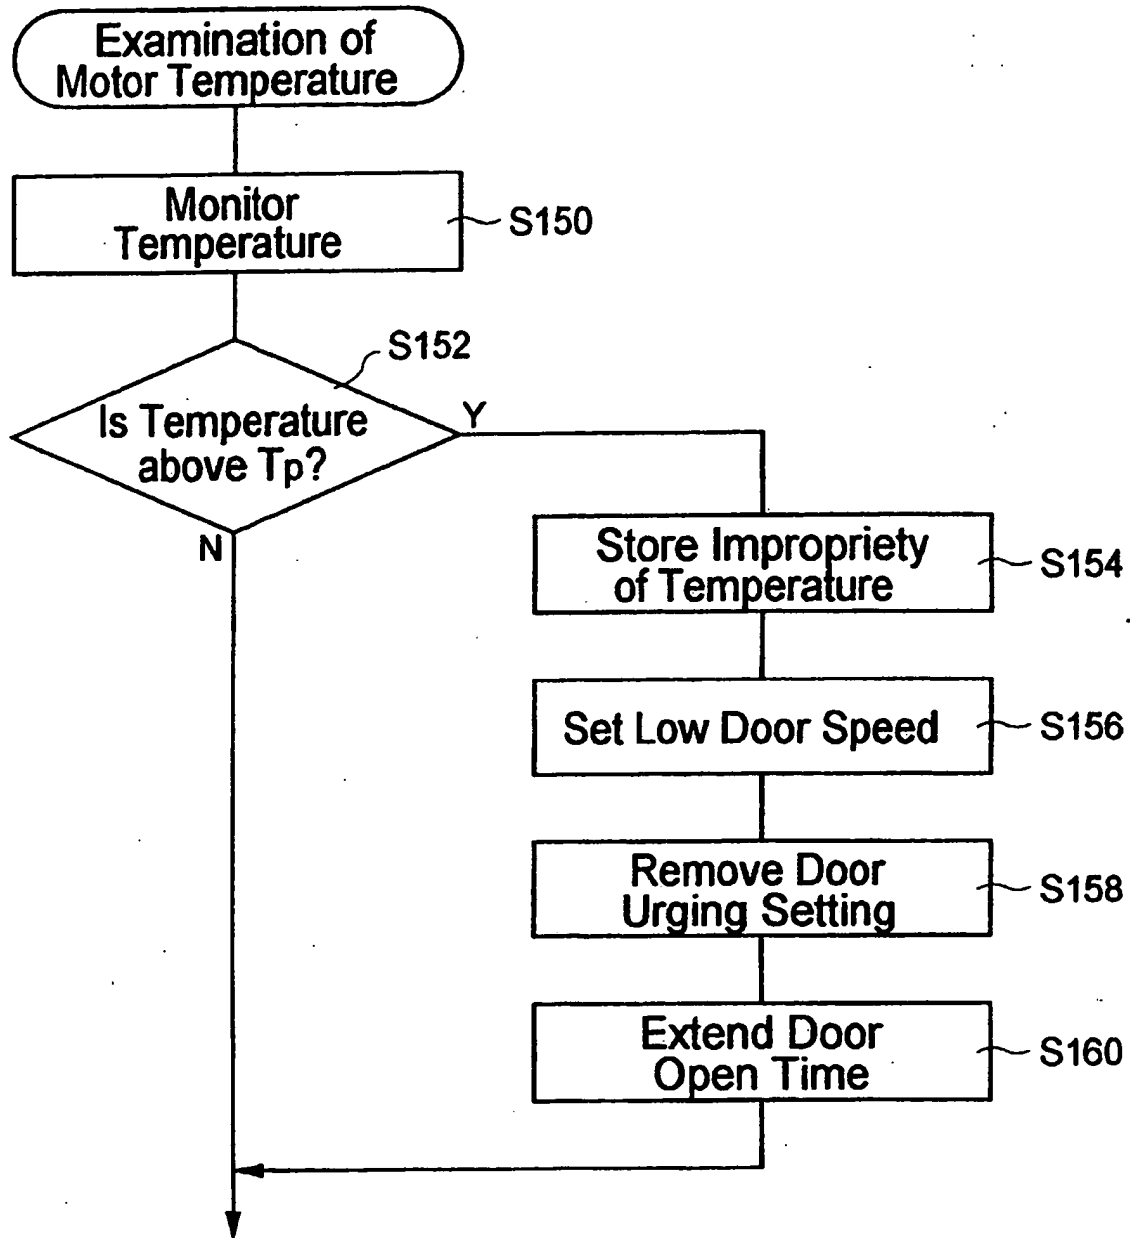 Examination of
Motor Temperature
Monitor
Temperature
S150
S152
Is Temperature
above Tp?
Y
N
Store Impropriety
of Temperature
S154
Set Low Door Speed
S156
Remove Door
Urging Setting
S158
Extend Door
Open Time
S160